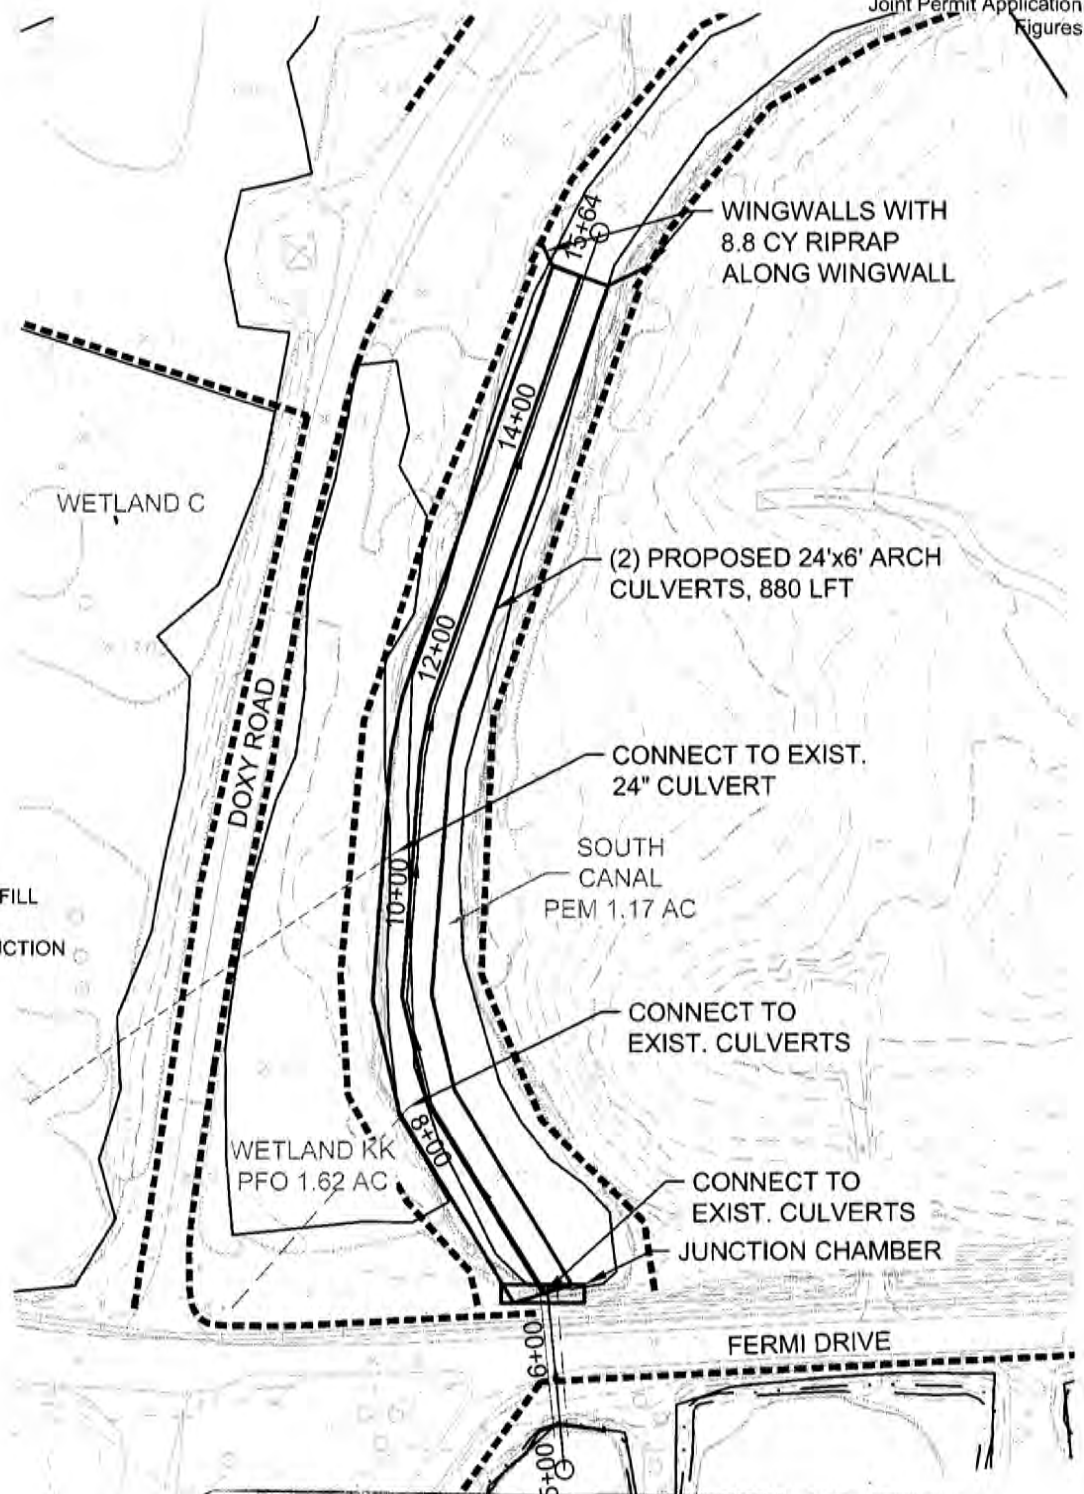 Joint Permit Application
Figures
WINGWALLS WITH
8.8 CY RIPRAP
ALONG WINGWALL
15+64
14+00
WETLAND C
(2) PROPOSED 24'x6' ARCH
CULVERTS, 880 LFT
12+00
DOXY ROAD
CONNECT TO EXIST.
24" CULVERT
SOUTH
CANAL
PEM 1.17 AC
10+00
FILL
CONNECT TO
EXIST. CULVERTS
8+00
WETLAND KK
PFO 1.62 AC
CONNECT TO
EXIST. CULVERTS
JUNCTION CHAMBER
6+00
FERMI DRIVE
5+00